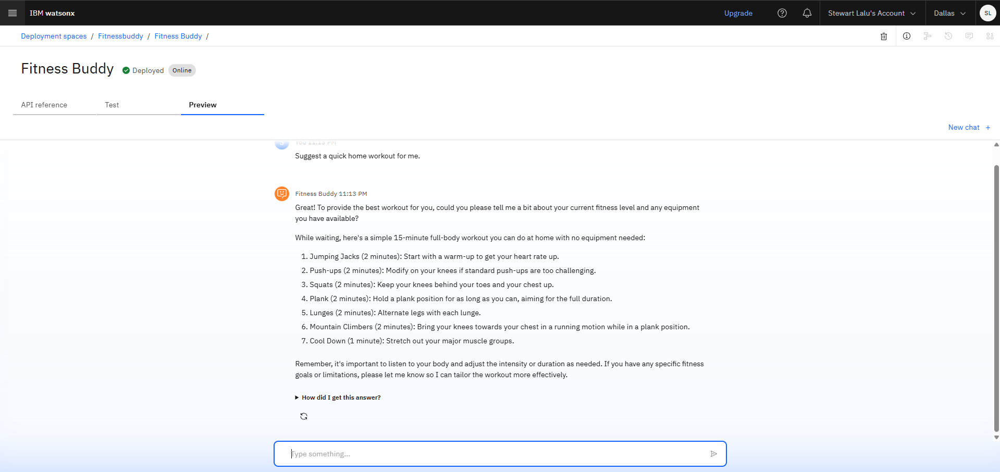 IBM watsonx
Upgrade
Stewart Lalu's Account
Dallas
SL
Deployment spaces / Fitnessbuddy / Fitness Buddy /
Fitness Buddy
Deployed
Online
API reference
Test
Preview
New chat +
S
You 11:13 PM
Suggest a quick home workout for me.
Fitness Buddy 11:13 PM
Great! To provide the best workout for you, could you please tell me a bit about your current fitness level and any equipment
you have available?
While waiting, here's a simple 15-minute full-body workout you can do at home with no equipment needed:
1. Jumping Jacks (2 minutes): Start with a warm-up to get your heart rate up.
2. Push-ups (2 minutes): Modify on your knees if standard push-ups are too challenging.
3. Squats (2 minutes): Keep your knees behind your toes and your chest up.
4. Plank (2 minutes): Hold a plank position for as long as you can, aiming for the full duration.
5. Lunges (2 minutes): Alternate legs with each lunge.
6. Mountain Climbers (2 minutes): Bring your knees towards your chest in a running motion while in a plank position.
7. Cool Down (1 minute): Stretch out your major muscle groups.
Remember, it's important to listen to your body and adjust the intensity or duration as needed. If you have any specific fitness
goals or limitations, please let me know so I can tailor the workout more effectively.
How did I get this answer?
Type something...